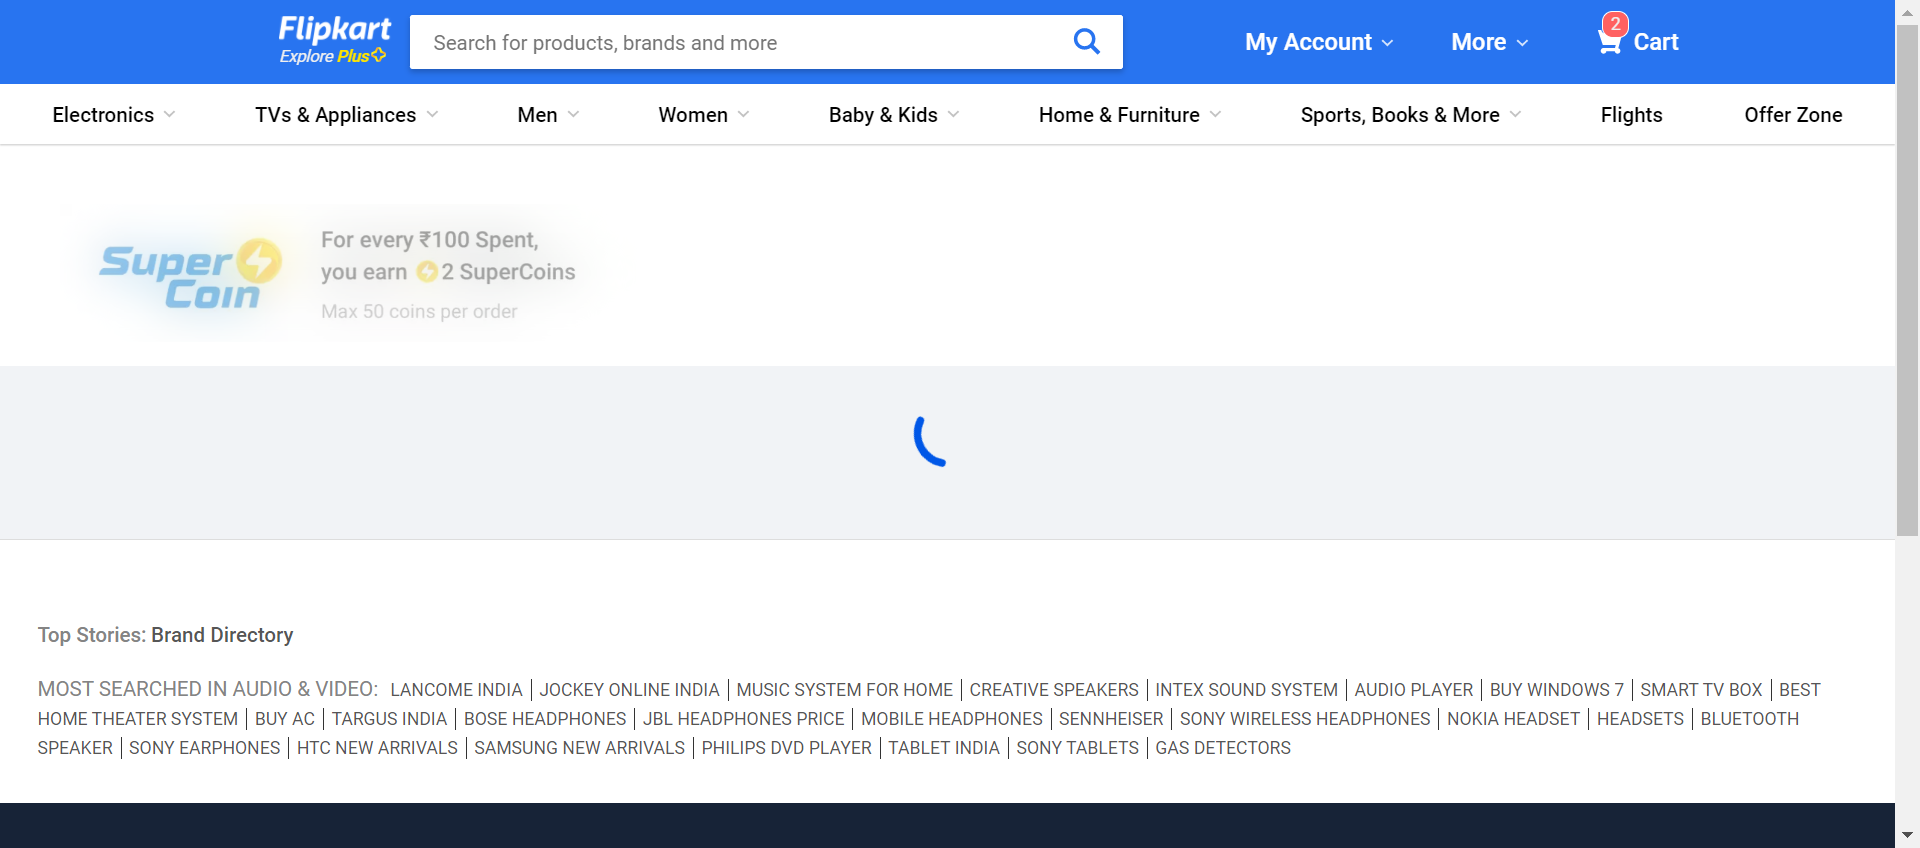 Flipkart
Explore Plus
Search for products, brands and more
My Account
More
2
Cart
Electronics
TVs & Appliances
Men
Women
Baby & Kids
Home & Furniture
Sports, Books & More
Flights
Offer Zone
Super Coin
For every ₹100 Spent,
you earn 2 SuperCoins
Max 50 coins per order
Top Stories: Brand Directory
MOST SEARCHED IN AUDIO & VIDEO: LANCOME INDIA | JOCKEY ONLINE INDIA | MUSIC SYSTEM FOR HOME | CREATIVE SPEAKERS | INTEX SOUND SYSTEM | AUDIO PLAYER | BUY WINDOWS 7 | SMART TV BOX | BEST
HOME THEATER SYSTEM | BUY AC | TARGUS INDIA | BOSE HEADPHONES | JBL HEADPHONES PRICE | MOBILE HEADPHONES | SENNHEISER | SONY WIRELESS HEADPHONES | NOKIA HEADSET | HEADSETS | BLUETOOTH
SPEAKER | SONY EARPHONES | HTC NEW ARRIVALS | SAMSUNG NEW ARRIVALS | PHILIPS DVD PLAYER | TABLET INDIA | SONY TABLETS | GAS DETECTORS